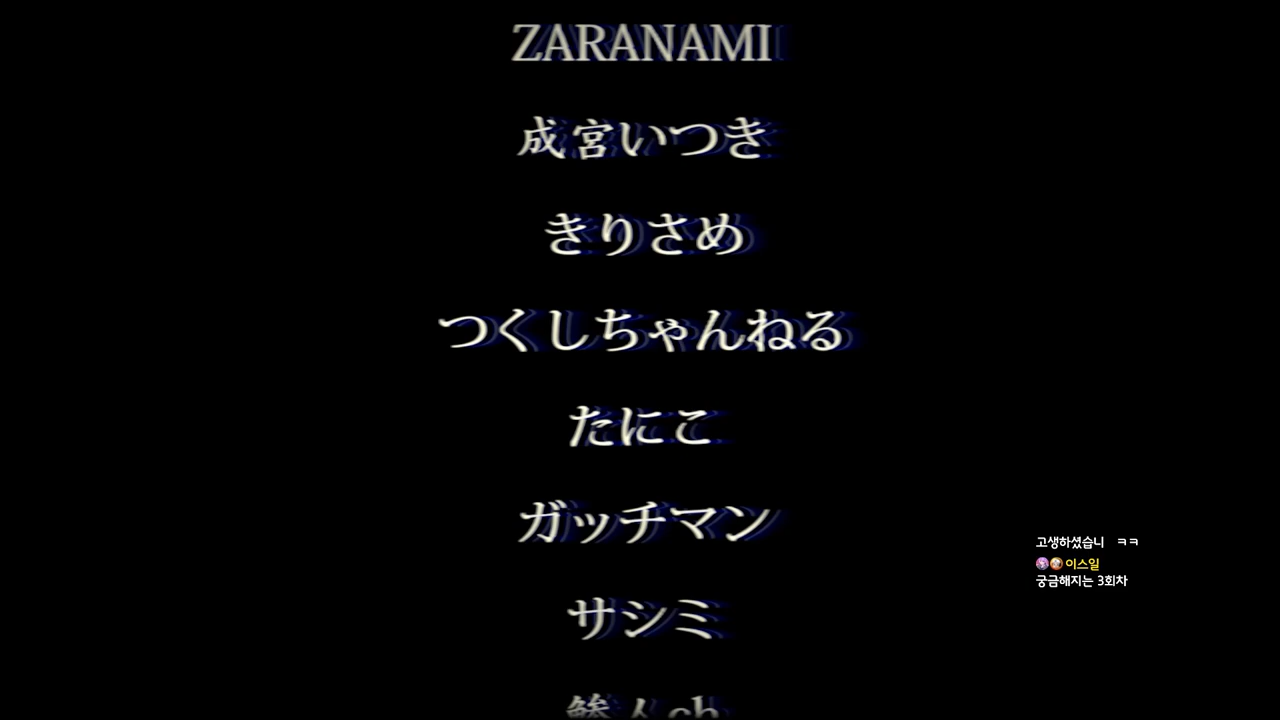 ZARANAMI
成宮いつき
きりさめ
つくしちゃんねる
たにこ
ガッチマン
サシミ
고생하셨습니 ㅋㅋ
이스일
궁금해지는 3회차